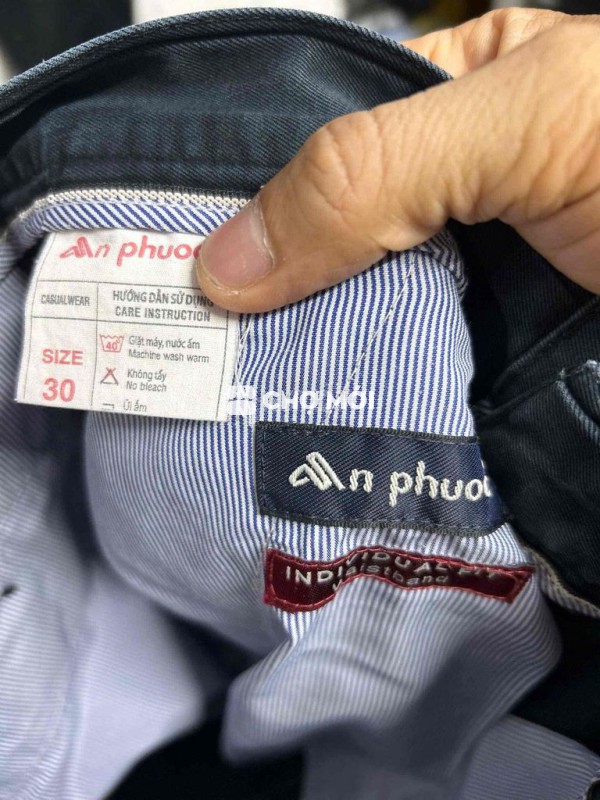 An phuoc
CASUALWEAR
HƯỚNG DẪN SỬ DỤNG
CARE INSTRUCTION
SIZE
30
40°
Giặt máy, nước ấm
Machine wash warm
Không tẩy
No bleach
Ủi ấm
CHỢ MỚI
An phuoc
INDIVIDUAL FIT
Waistband